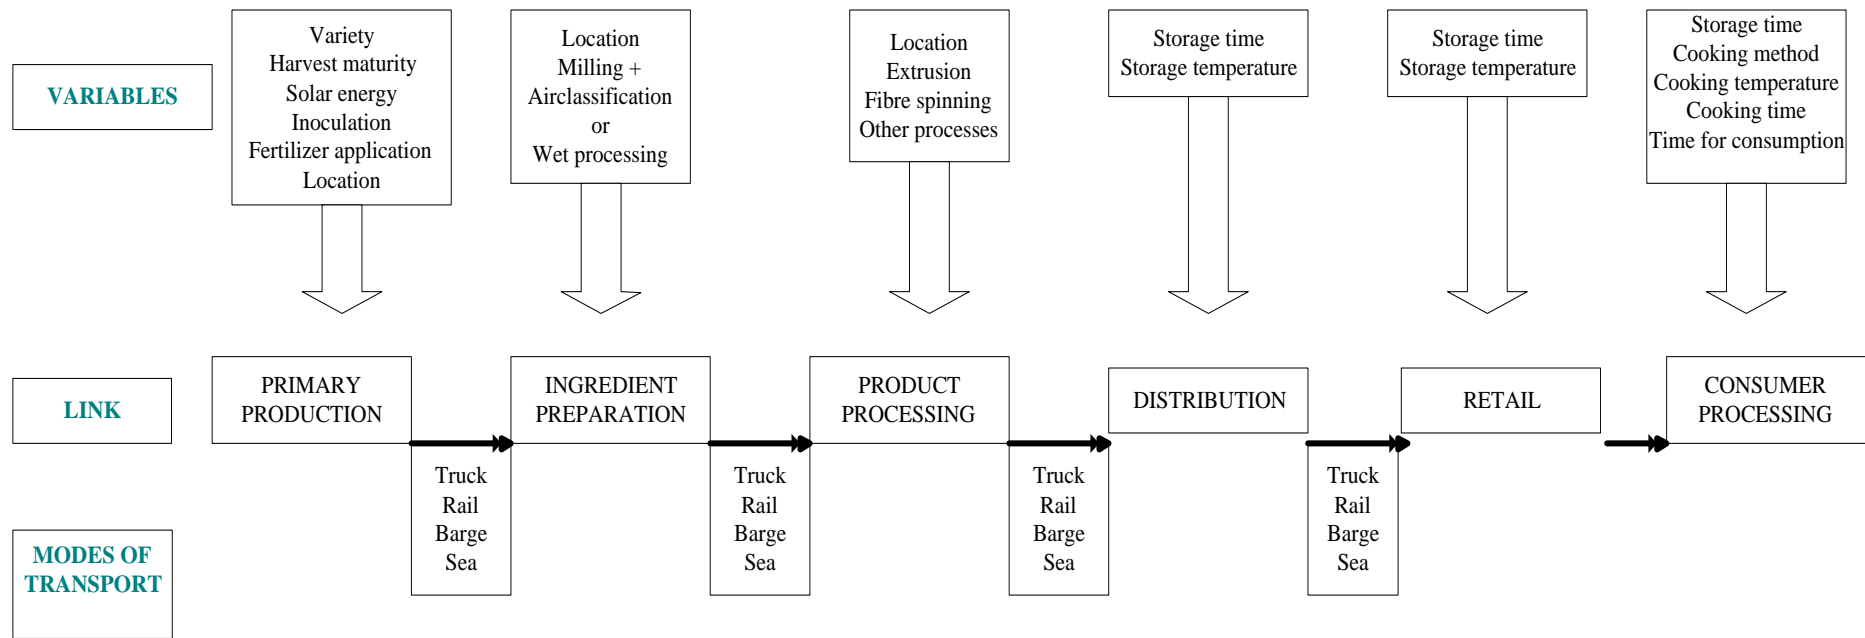 VARIABLES
Variety
Harvest maturity
Solar energy
Inoculation
Fertilizer application
Location
Location
Milling +
Airclassification
or
Wet processing
Location
Extrusion
Fibre spinning
Other processes
Storage time
Storage temperature
Storage time
Storage temperature
Storage time
Cooking method
Cooking temperature
Cooking time
Time for consumption
LINK
PRIMARY
PRODUCTION
INGREDIENT
PREPARATION
PRODUCT
PROCESSING
DISTRIBUTION
RETAIL
CONSUMER
PROCESSING
MODES OF
TRANSPORT
Truck
Rail
Barge
Sea
Truck
Rail
Barge
Sea
Truck
Rail
Barge
Sea
Truck
Rail
Barge
Sea